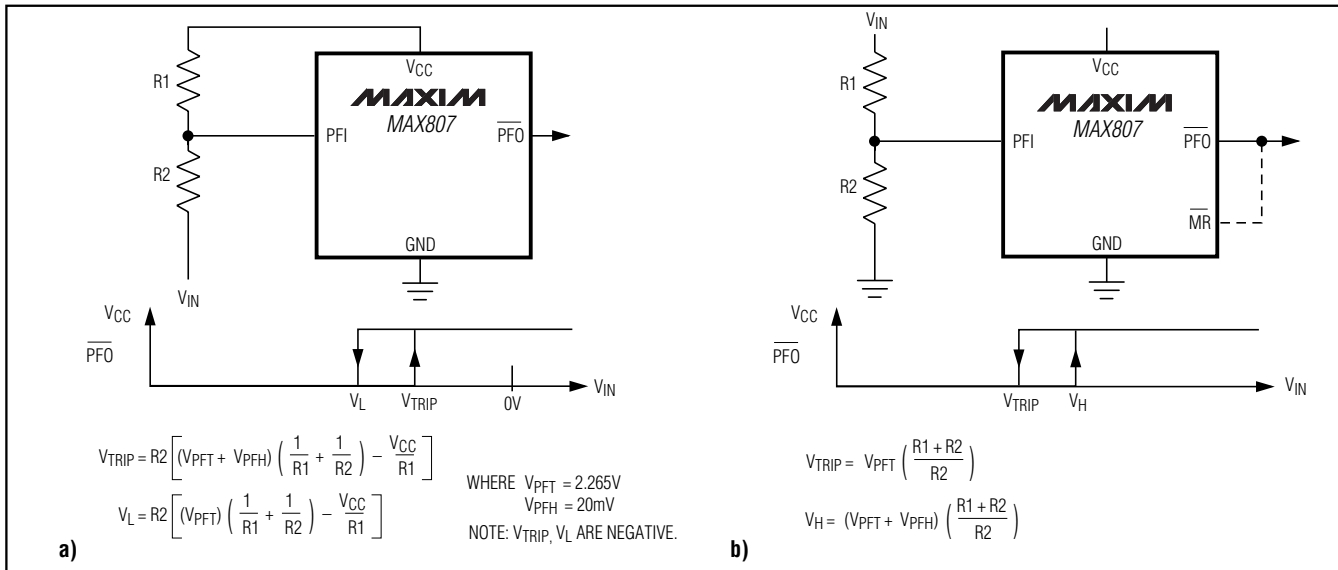 VCC
R1
MAXIM
MAX807
PFI
PFO
R2
GND
VIN
VCC
PFO
VL
VTRIP
0V
VIN
VTRIP = R2 [(VPFT + VPFH) (1/R1 + 1/R2) – VCC/R1]
VL = R2 [(VPFT) (1/R1 + 1/R2) – VCC/R1]
WHERE VPFT = 2.265V
VPFH = 20mV
NOTE: VTRIP, VL ARE NEGATIVE.
a)
VIN
R1
VCC
MAXIM
MAX807
PFI
PFO
R2
MR
GND
VCC
PFO
VTRIP
VH
VIN
VTRIP = VPFT (R1 + R2/R2)
VH = (VPFT + VPFH) (R1 + R2/R2)
b)